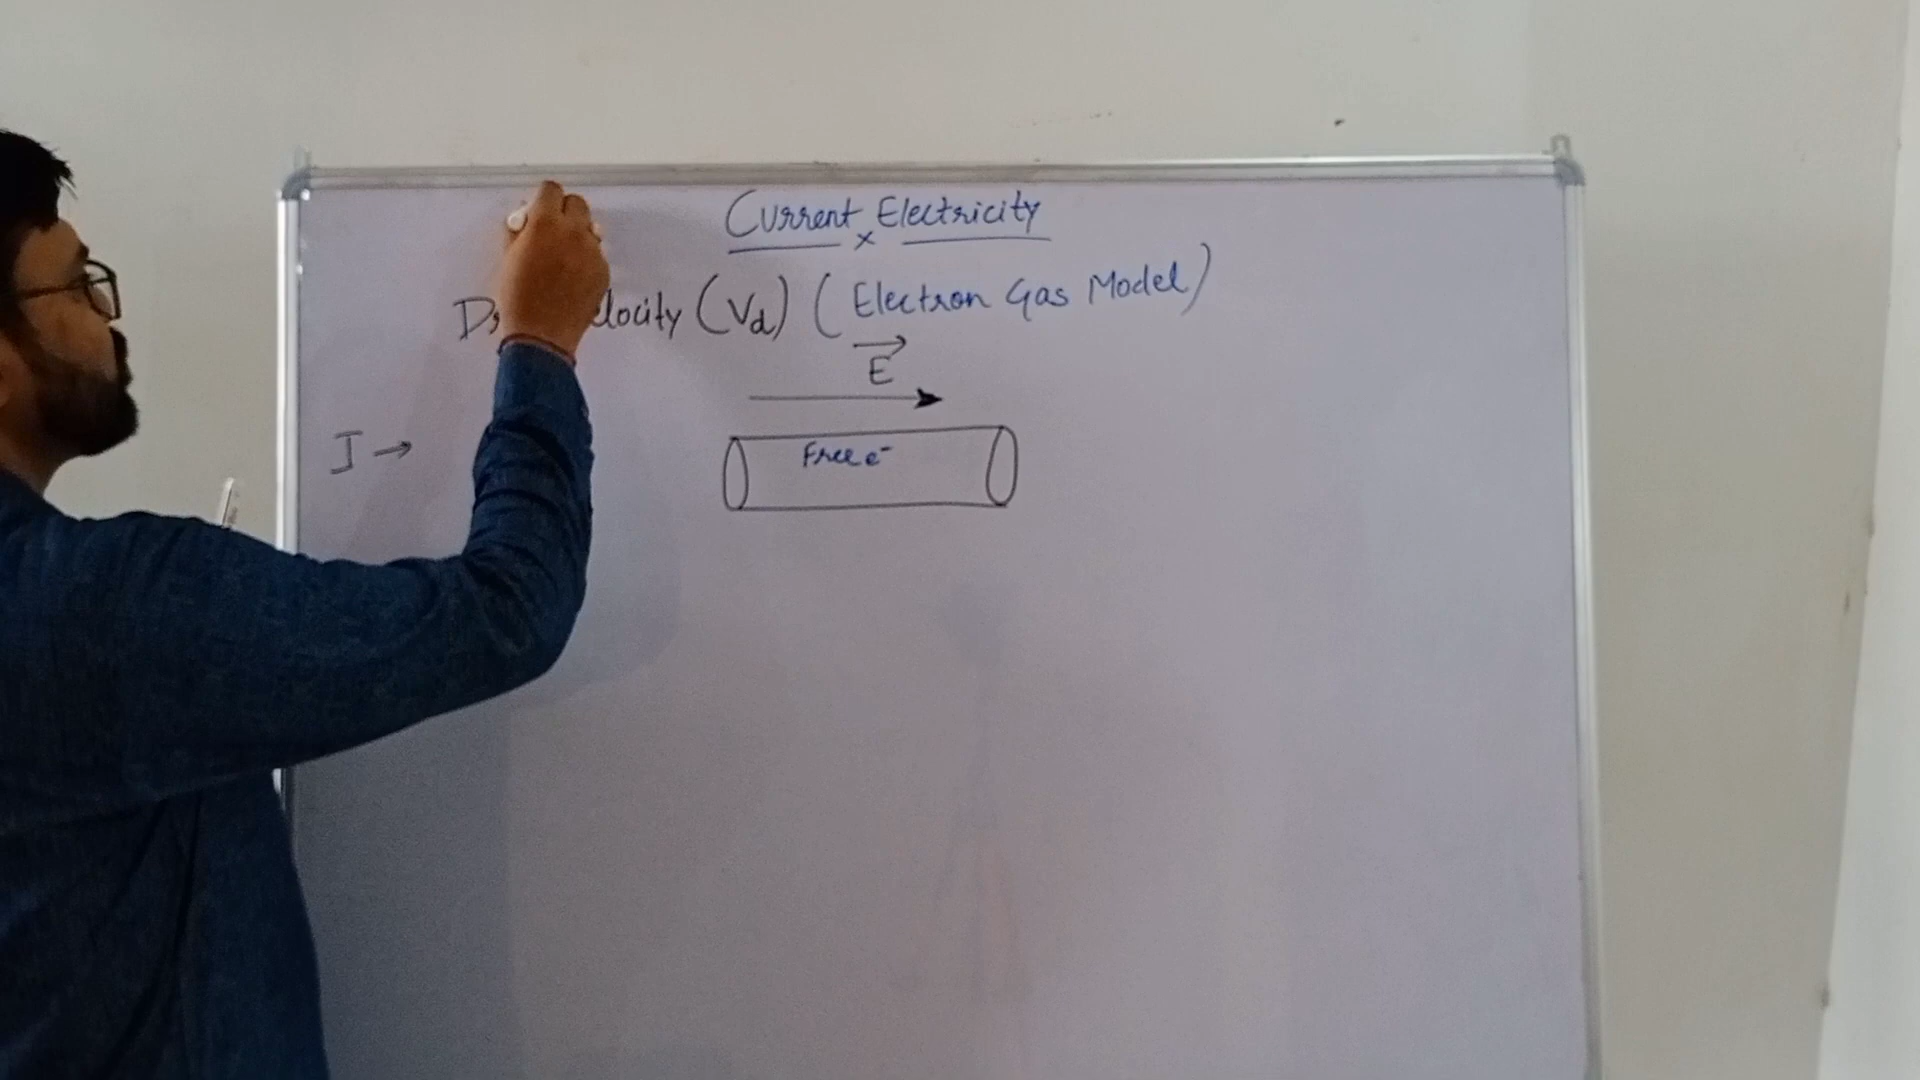 Current Electricity
locity (Vd) (Electron Gas Model)
E
J →
Free e-